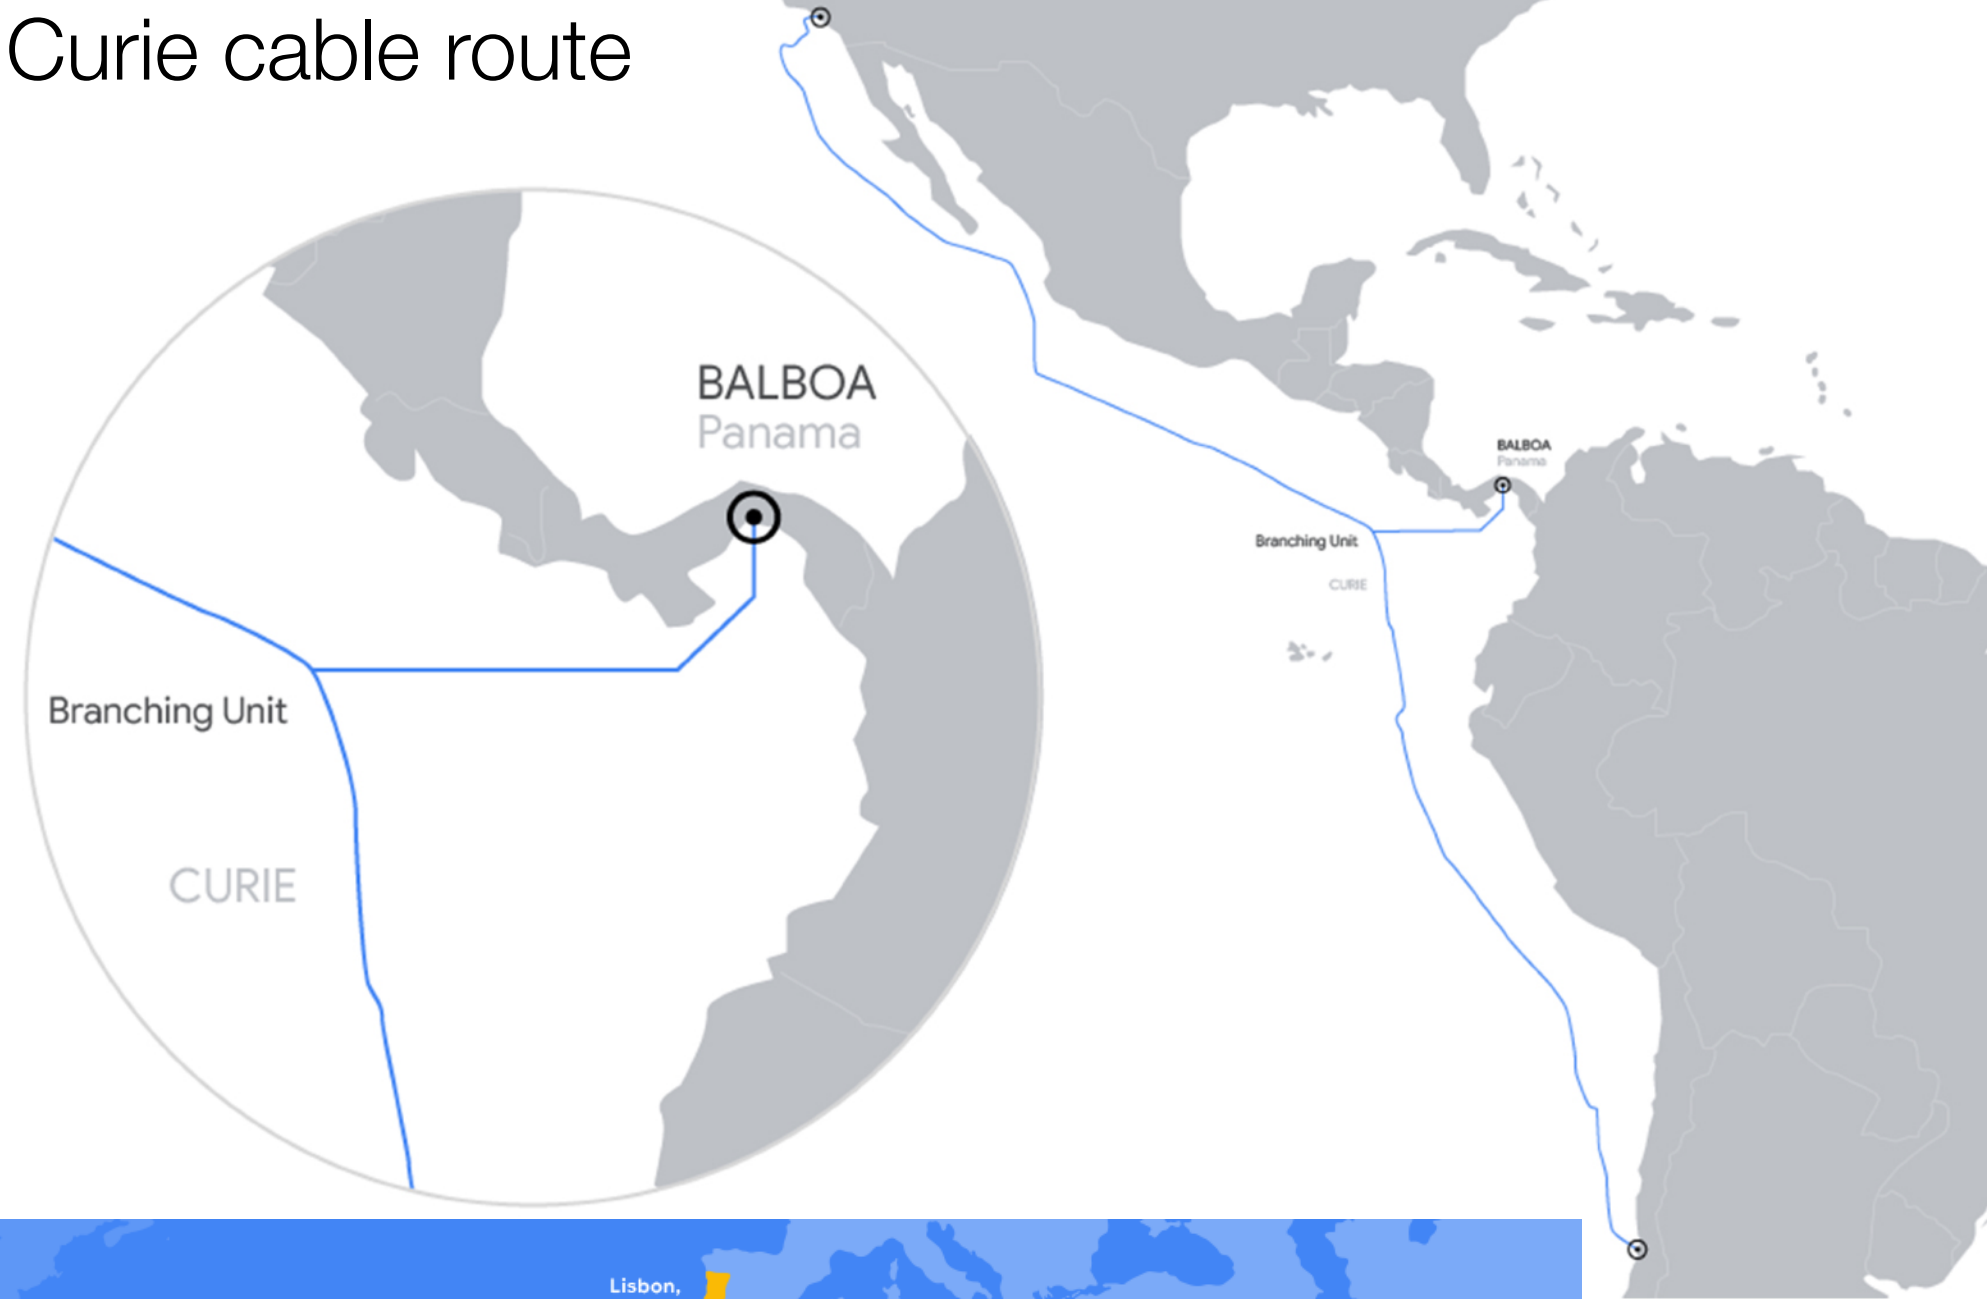 Curie cable route
BALBOA
Panama
Branching Unit
CURIE
BALBOA
Panama
Branching Unit
CURIE
Lisbon,